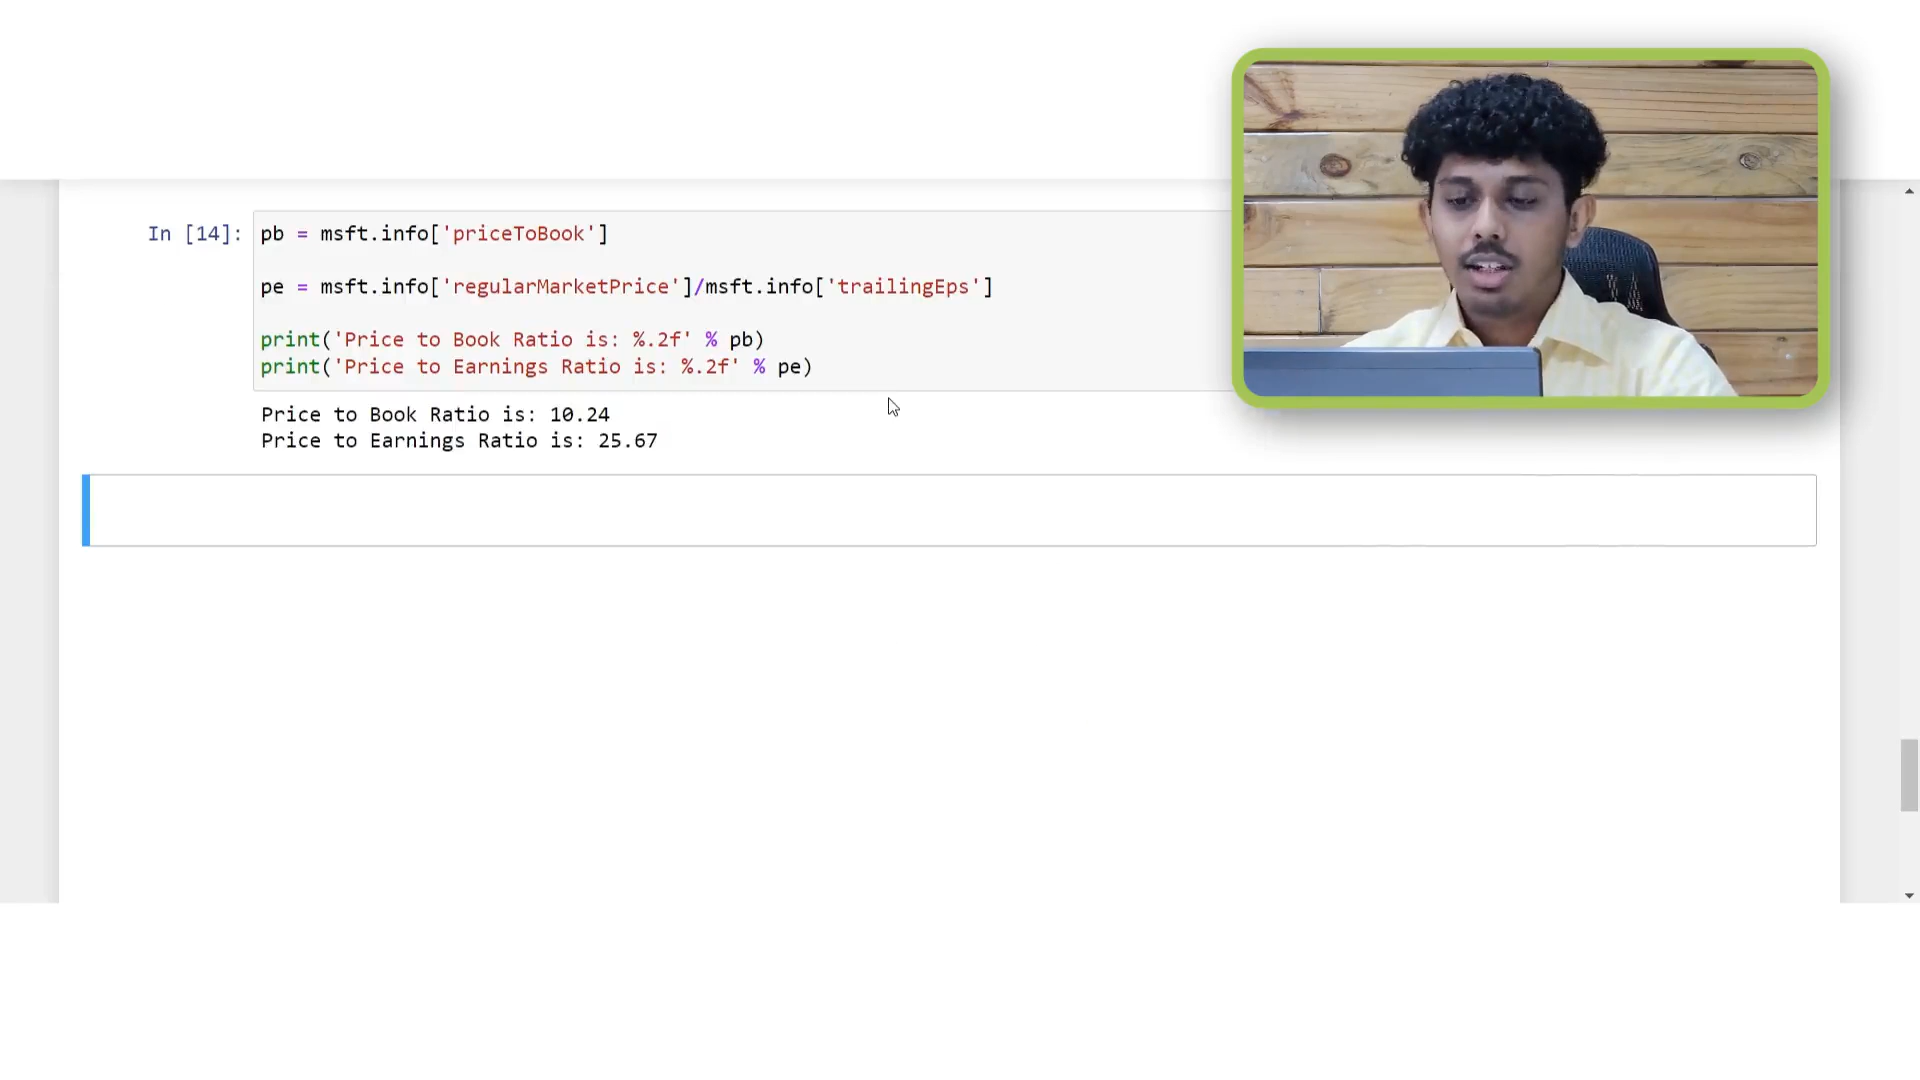 In [14]: pb = msft.info['priceToBook']
pe = msft.info['regularMarketPrice']/msft.info['trailingEps']
print('Price to Book Ratio is: %.2f' % pb)
print('Price to Earnings Ratio is: %.2f' % pe)
Price to Book Ratio is: 10.24
Price to Earnings Ratio is: 25.67